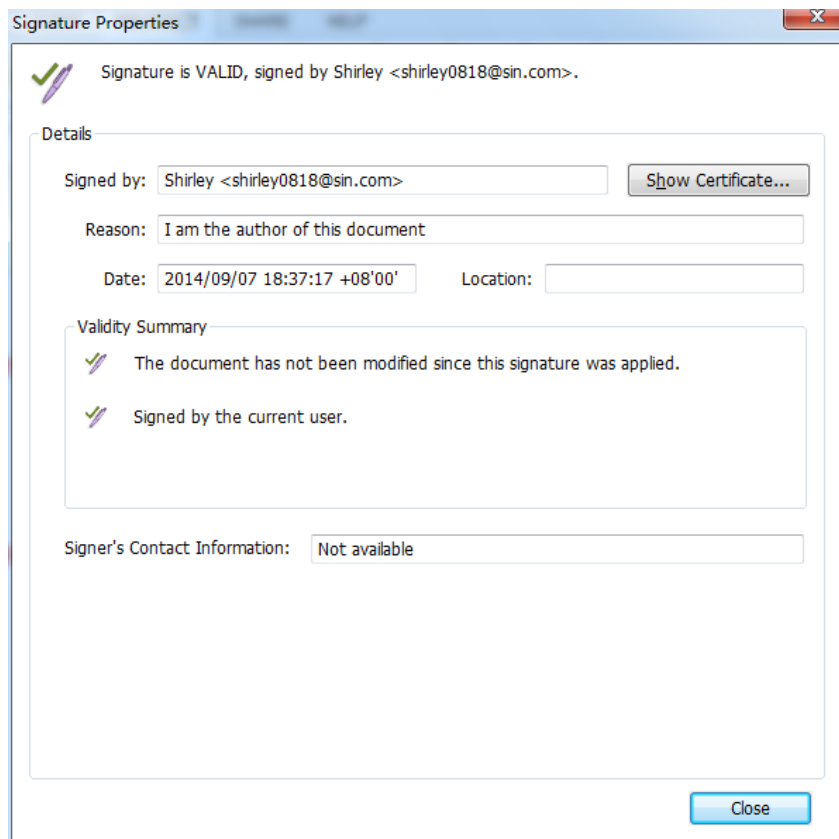 Signature Properties
SHARE HELP
Signature is VALID, signed by Shirley <shirley0818@sin.com>.
Details
Signed by: Shirley <shirley0818@sin.com> Show Certificate...
Reason: I am the author of this document
Date: 2014/09/07 18:37:17 +08'00' Location:
Validity Summary
The document has not been modified since this signature was applied.
Signed by the current user.
Signer's Contact Information: Not available
Close